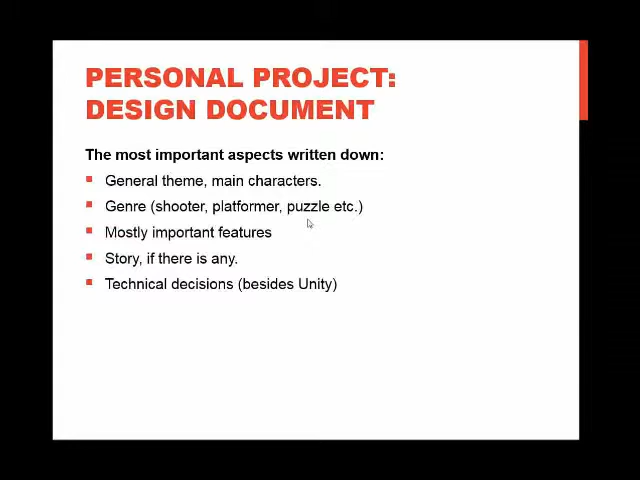 PERSONAL PROJECT:
DESIGN DOCUMENT
The most important aspects written down:
General theme, main characters.
Genre (shooter, platformer, puzzle etc.)
Mostly important features
Story, if there is any.
Technical decisions (besides Unity)